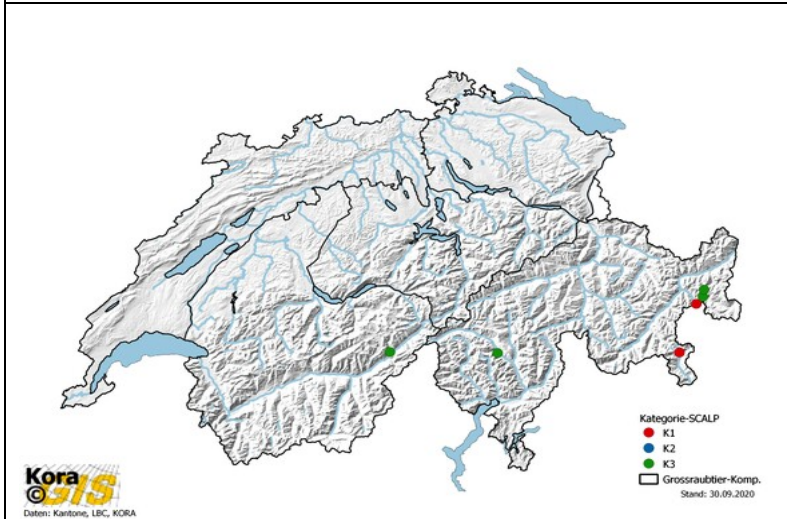 Kategorie-SCALP
K1
K2
K3
Grossraubtier-Komp.
Stand: 30.09.2020
Kora
© GIS
Daten: Kantone, LBC, KORA